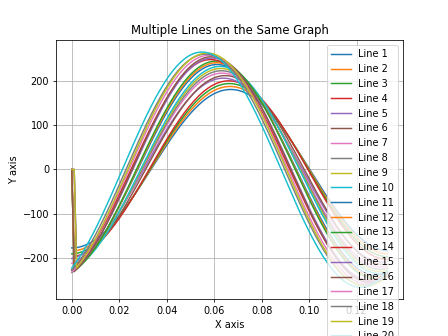 Multiple Lines on the Same Graph
Y axis
200
100
0
−100
−200
0.00
0.02
0.04
0.06
0.08
0.10
X axis
Line 1
Line 2
Line 3
Line 4
Line 5
Line 6
Line 7
Line 8
Line 9
Line 10
Line 11
Line 12
Line 13
Line 14
Line 15
Line 16
Line 17
Line 18
Line 19
Line 20